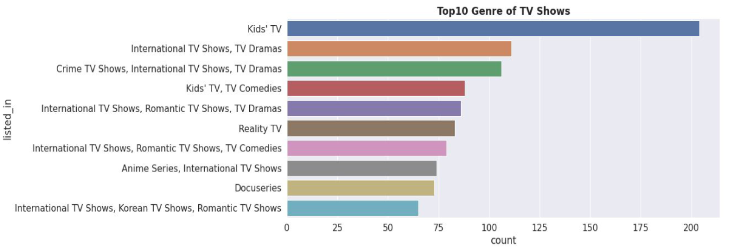 Top10 Genre of TV Shows
Kids' TV
International TV Shows, TV Dramas
Crime TV Shows, International TV Shows, TV Dramas
Kids' TV, TV Comedies
International TV Shows, Romantic TV Shows, TV Dramas
Reality TV
International TV Shows, Romantic TV Shows, TV Comedies
Anime Series, International TV Shows
Docuseries
International TV Shows, Korean TV Shows, Romantic TV Shows
listed_in
0 25 50 75 100 125 150 175 200
count